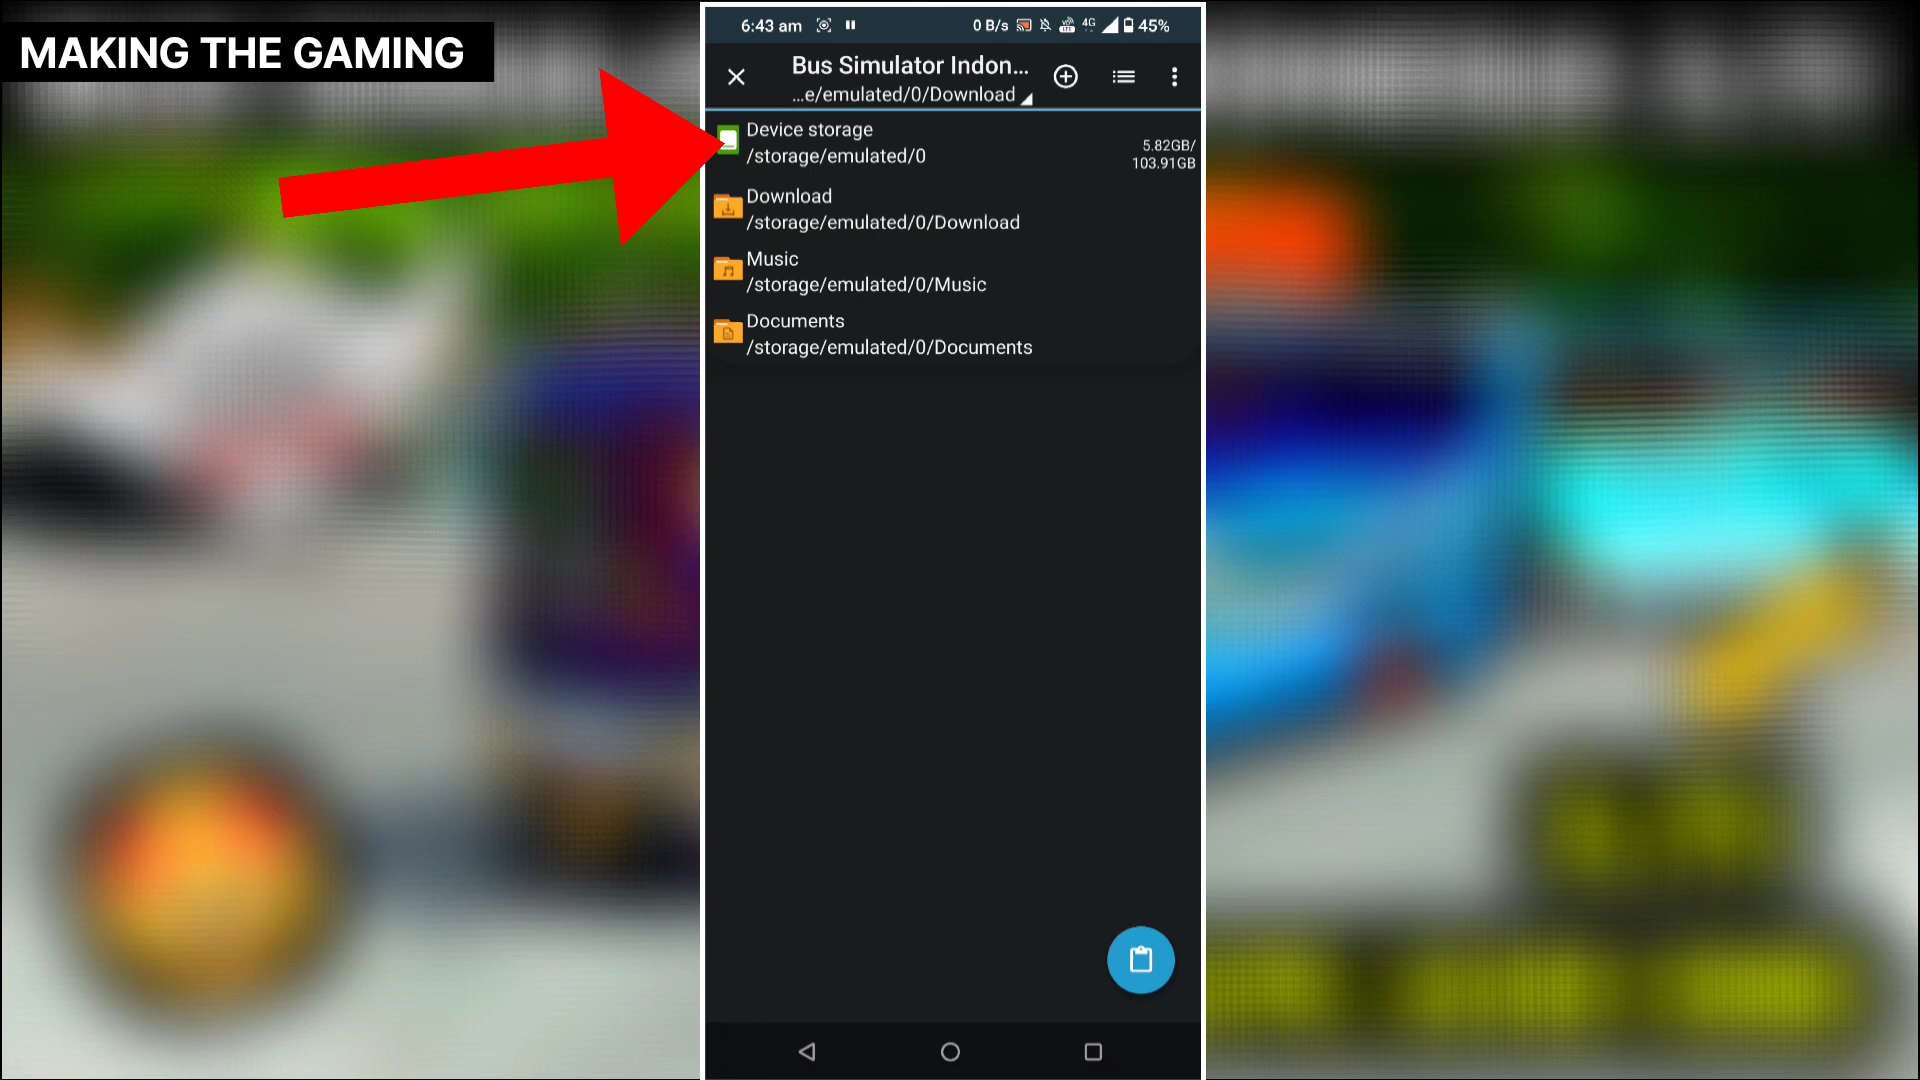 MAKING THE GAMING
6:43 am
0 B/s
4G
45%
Bus Simulator Indon...
...e/emulated/0/Download
Device storage
/storage/emulated/0
5.82GB/
103.91GB
Download
/storage/emulated/0/Download
Music
/storage/emulated/0/Music
Documents
/storage/emulated/0/Documents